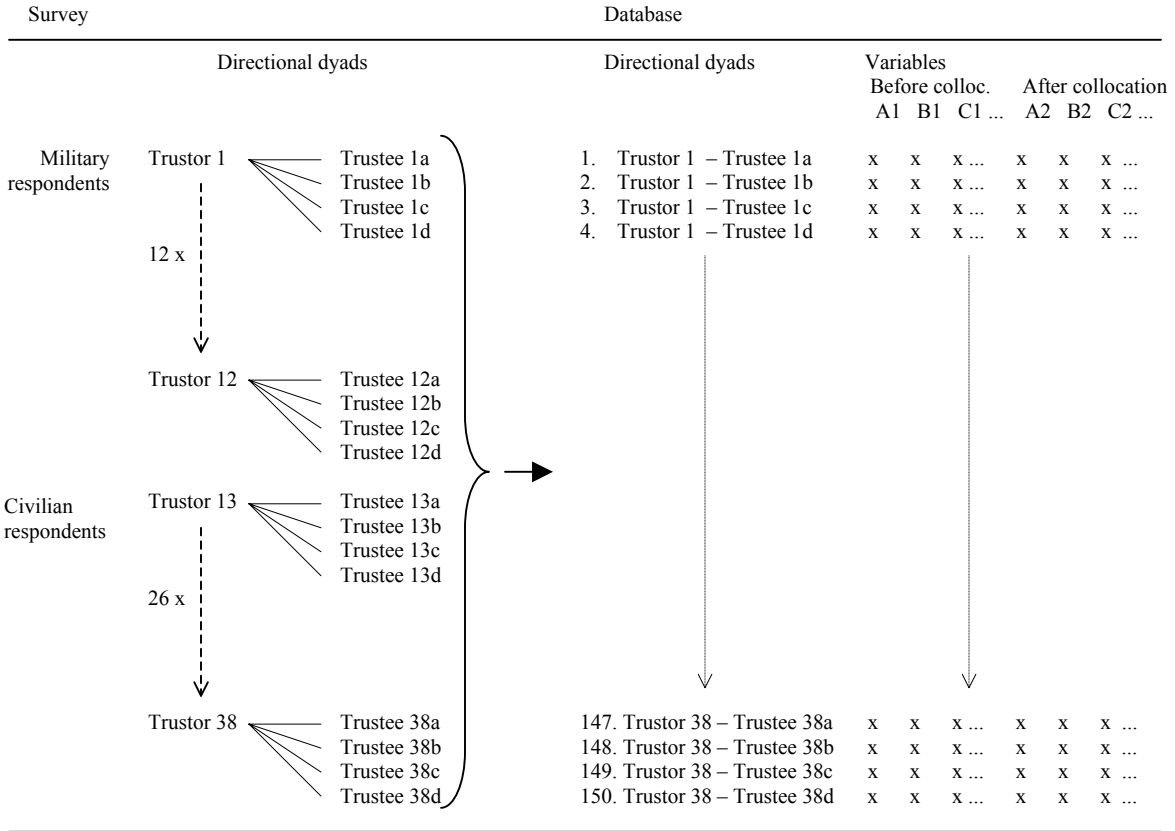 Survey Database
Directional dyads Directional dyads Variables
Before colloc. After collocation
A1 B1 C1 ... A2 B2 C2 ...
Military respondents
Trustor 1 Trustee 1a 1. Trustor 1 – Trustee 1a x x x ... x x x ...
Trustee 1b 2. Trustor 1 – Trustee 1b x x x ... x x x ...
Trustee 1c 3. Trustor 1 – Trustee 1c x x x ... x x x ...
Trustee 1d 4. Trustor 1 – Trustee 1d x x x ... x x x ...
12 x
Trustor 12 Trustee 12a
Trustee 12b
Trustee 12c
Trustee 12d
Civilian respondents
Trustor 13 Trustee 13a
Trustee 13b
Trustee 13c
Trustee 13d
26 x
Trustor 38 Trustee 38a 147. Trustor 38 – Trustee 38a x x x ... x x x ...
Trustee 38b 148. Trustor 38 – Trustee 38b x x x ... x x x ...
Trustee 38c 149. Trustor 38 – Trustee 38c x x x ... x x x ...
Trustee 38d 150. Trustor 38 – Trustee 38d x x x ... x x x ...